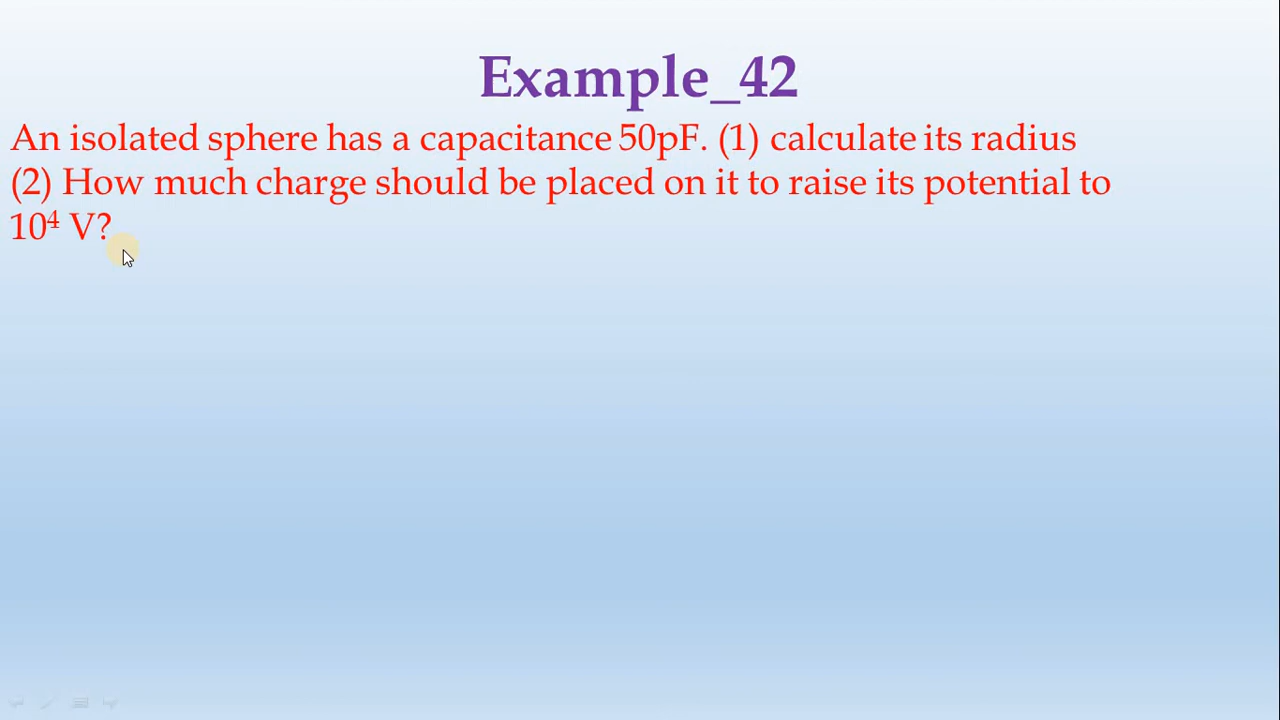 Example_42
An isolated sphere has a capacitance 50pF. (1) calculate its radius
(2) How much charge should be placed on it to raise its potential to
10⁴ V?